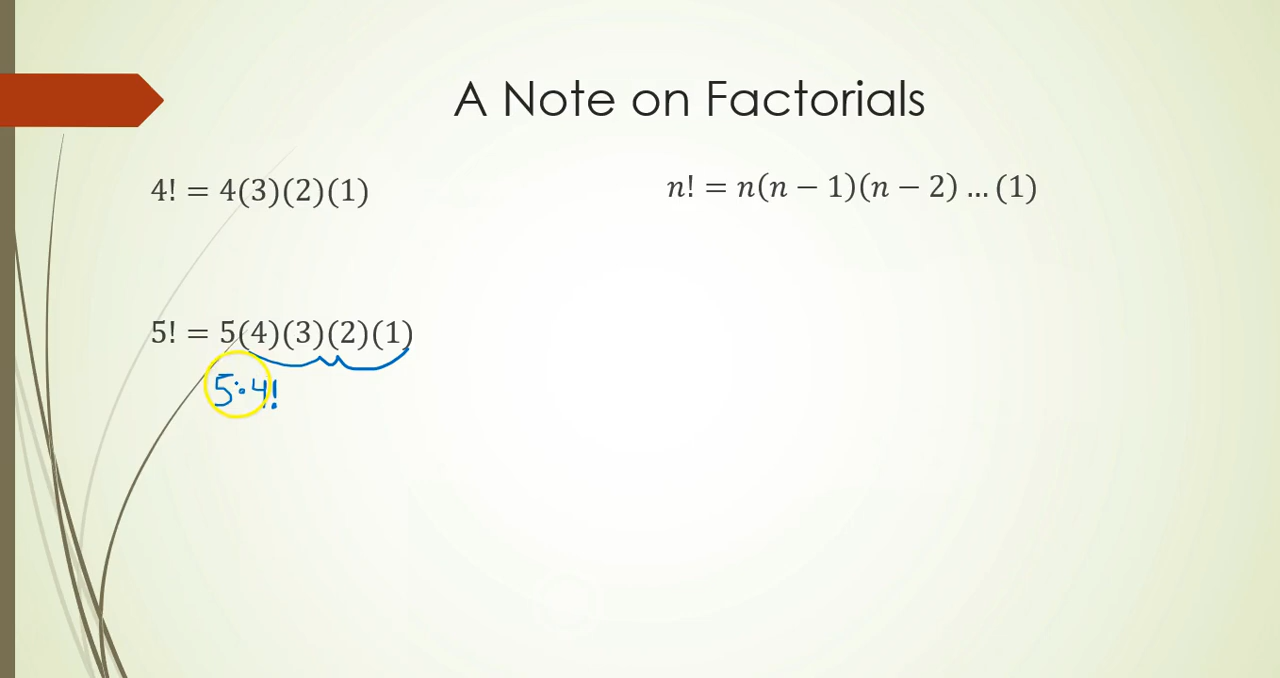 A Note on Factorials
4! = 4(3)(2)(1)
n! = n(n − 1)(n − 2) … (1)
5! = 5(4)(3)(2)(1)
5·4!